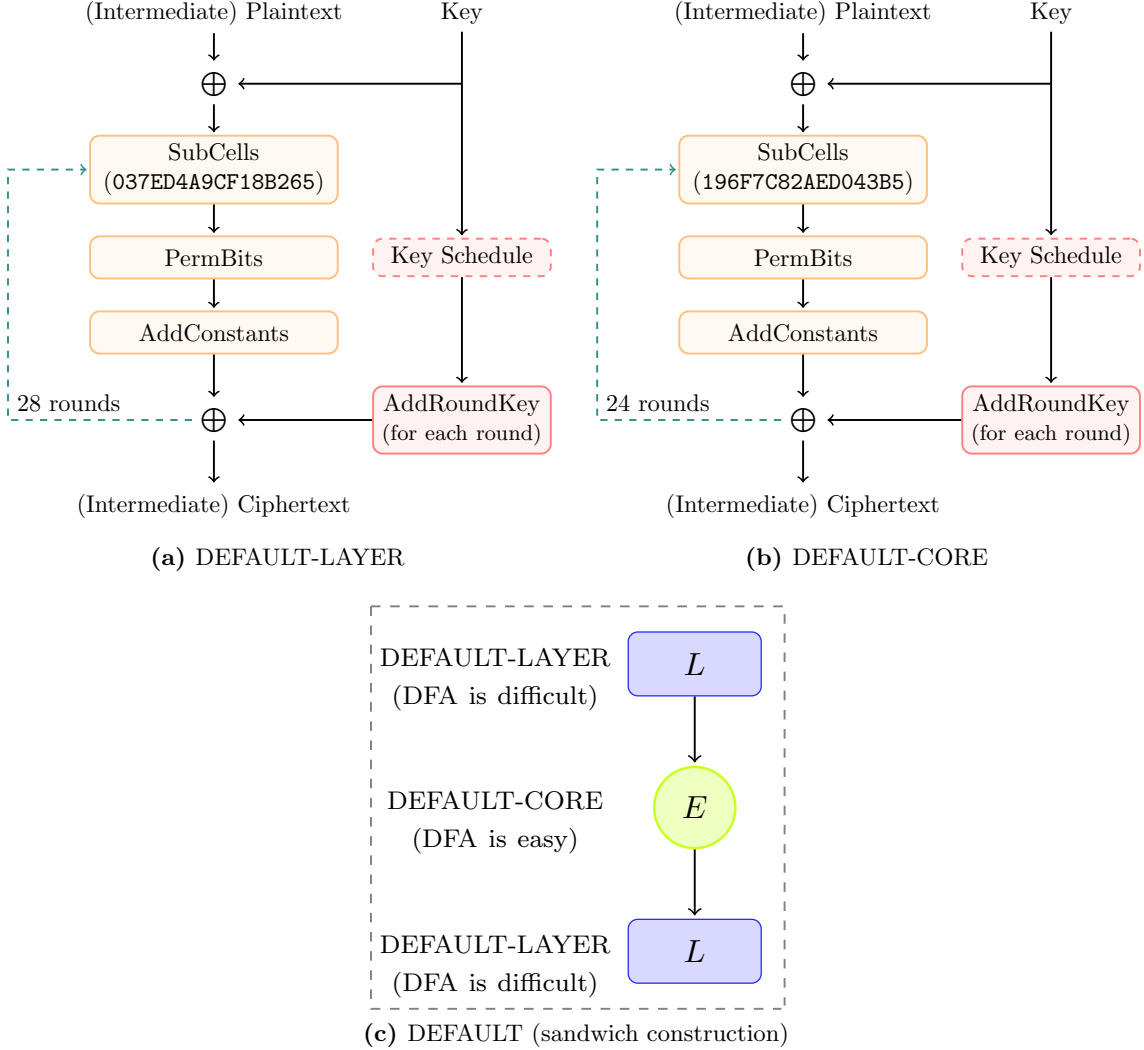 (Intermediate) Plaintext
Key
SubCells
(037ED4A9CF18B265)
PermBits
Key Schedule
AddConstants
28 rounds
AddRoundKey
(for each round)
(Intermediate) Ciphertext
(a) DEFAULT-LAYER
(Intermediate) Plaintext
Key
SubCells
(196F7C82AED043B5)
PermBits
Key Schedule
AddConstants
24 rounds
AddRoundKey
(for each round)
(Intermediate) Ciphertext
(b) DEFAULT-CORE
DEFAULT-LAYER
(DFA is difficult)
L
DEFAULT-CORE
(DFA is easy)
E
DEFAULT-LAYER
(DFA is difficult)
L
(c) DEFAULT (sandwich construction)